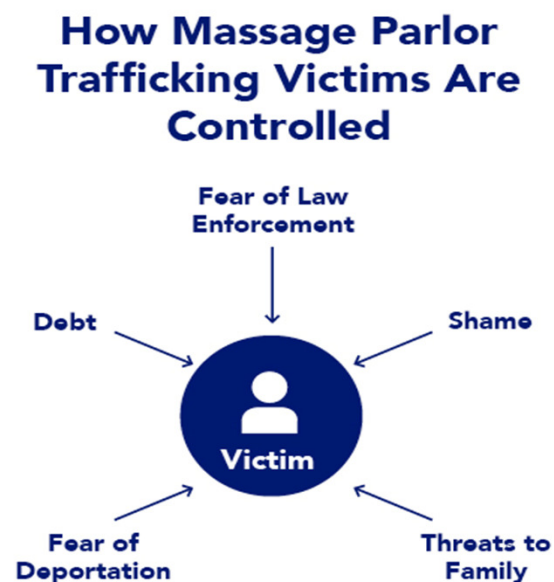 How Massage Parlor
Trafficking Victims Are
Controlled
Fear of Law
Enforcement
Debt
Shame
Victim
Fear of
Deportation
Threats to
Family